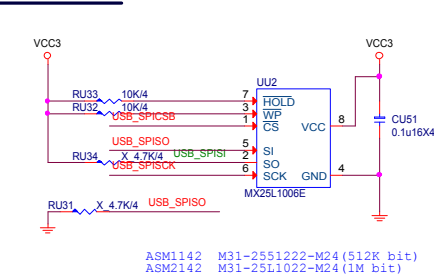 VCC3
VCC3
UU2
RU33
10K/4
7
HOLD
RU32
10K/4
3
WP
USB_SPICSB
1
CS
VCC
8
CU51
0.1u16X4
USB_SPISO
5
SI
RU34
X_4.7K/4
USB_SPISI
2
SO
USB_SPISCK
6
SCK
GND
4
MX25L1006E
RU31
X_4.7K/4
USB_SPISO
ASM1142 M31-2551222-M24(512K bit)
ASM2142 M31-25L1022-M24(1M bit)